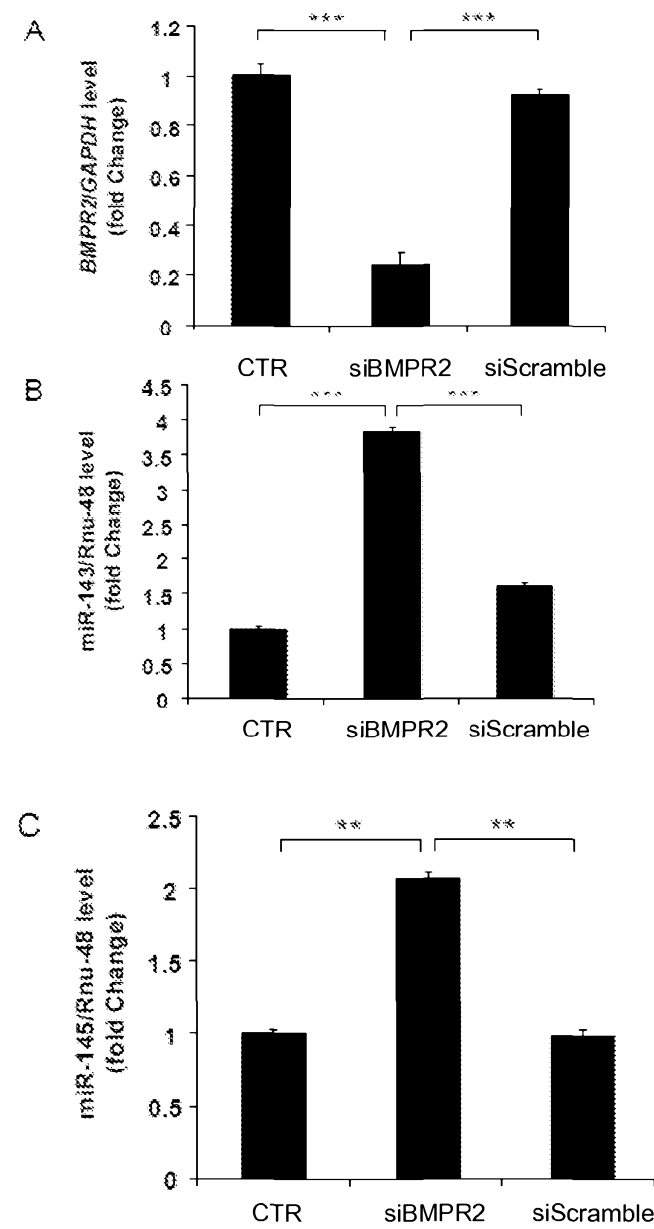 A
BMPR2/GAPDH level
(fold Change)
*** ***
1.2
1
0.8
0.6
0.4
0.2
0
CTR siBMPR2 siScramble
B
miR-143/Rnu-48 level
(fold Change)
*** ***
4.5
4
3.5
3
2.5
2
1.5
1
0.5
0
CTR siBMPR2 siScramble
C
miR-145/Rnu-48 level
(fold Change)
** **
2.5
2
1.5
1
0.5
0
CTR siBMPR2 siScramble